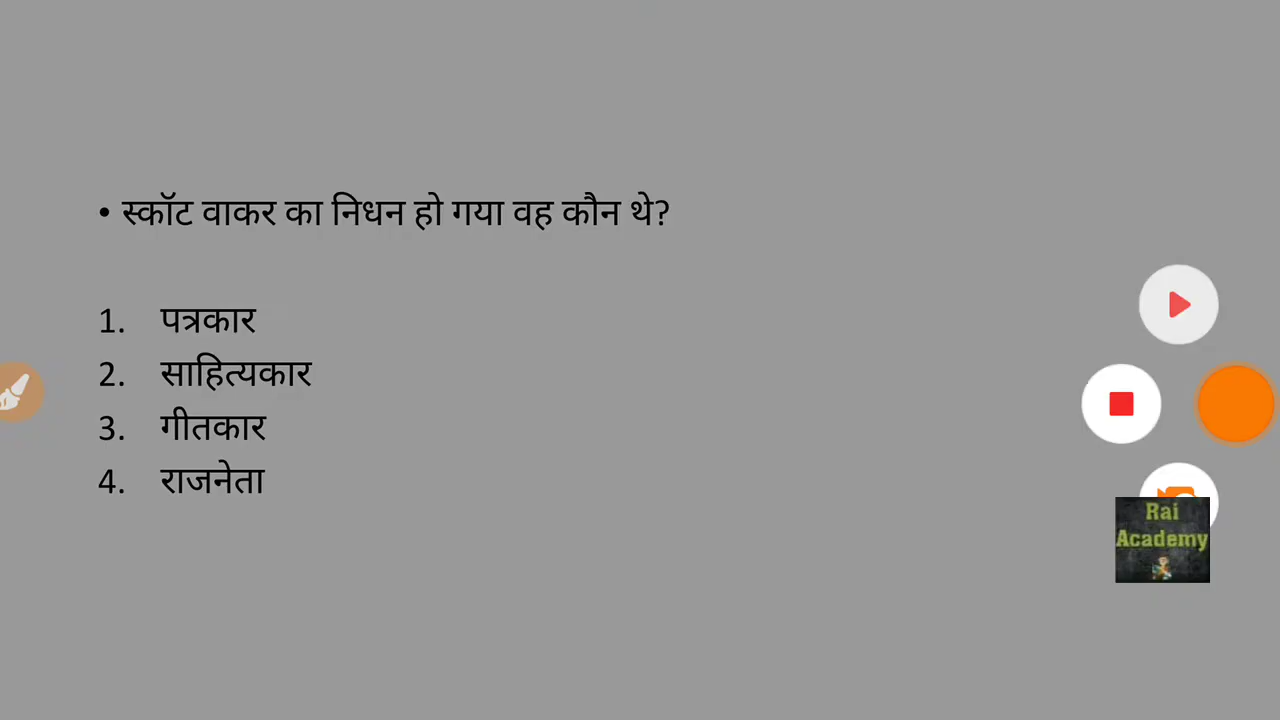 • स्कॉट वाकर का निधन हो गया वह कौन थे?
1. पत्रकार
2. साहित्यकार
3. गीतकार
4. राजनेता
Rai
Academy